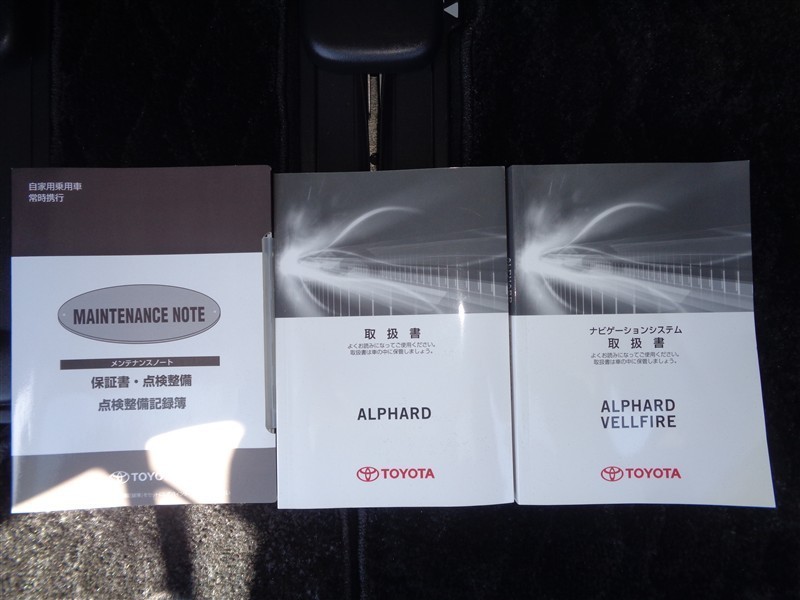 自家用乗用車
常時携行
MAINTENANCE NOTE
メンテナンスノート
保証書・点検整備
点検整備記録簿
TOYOTA
取扱書
よくお読みになってご使用ください。
取扱書は車の中に保管しましょう。
ALPHARD
TOYOTA
ナビゲーションシステム
取扱書
よくお読みになってご使用ください。
取扱書は車の中に保管しましょう。
ALPHARD
VELLFIRE
TOYOTA